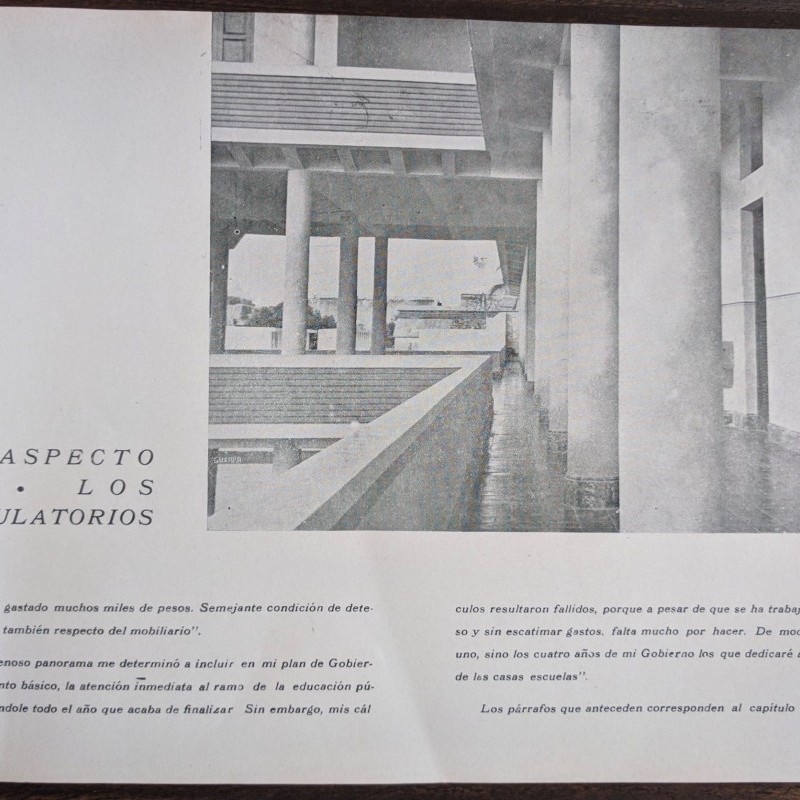 ASPECTO
. LOS
ULATORIOS
GUERRA
gastado muchos miles de pesos. Semejante condición de dete-
también respecto del mobiliario".
enoso panorama me determinó a incluir en mi plan de Gobier-
nto básico, la atención inmediata al ramo de la educación pú-
ndole todo el año que acaba de finalizar Sin embargo, mis cál
culos resultaron fallidos, porque a pesar de que se ha trabaj
so y sin escatimar gastos, falta mucho por hacer. De mod
uno, sino los cuatro años de mi Gobierno los que dedicaré a
de las casas escuelas".
Los párrafos que anteceden corresponden al capítulo